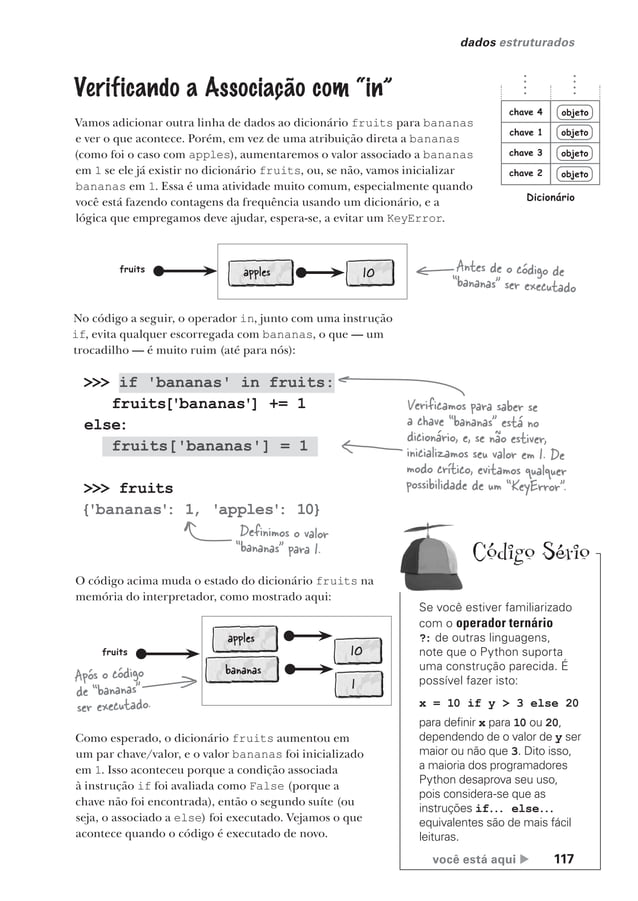 dados estruturados
Verificando a Associação com “in”
Vamos adicionar outra linha de dados ao dicionário fruits para bananas
e ver o que acontece. Porém, em vez de uma atribuição direta a bananas
(como foi o caso com apples), aumentaremos o valor associado a bananas
em 1 se ele já existir no dicionário fruits, ou, se não, vamos inicializar
bananas em 1. Essa é uma atividade muito comum, especialmente quando
você está fazendo contagens da frequência usando um dicionário, e a
lógica que empregamos deve ajudar, espera-se, a evitar um KeyError.
chave 4 objeto
chave 1 objeto
chave 3 objeto
chave 2 objeto
Dicionário
fruits apples 10
Antes de o código de
“bananas” ser executado
No código a seguir, o operador in, junto com uma instrução
if, evita qualquer escorregada com bananas, o que — um
trocadilho — é muito ruim (até para nós):
>>> if 'bananas' in fruits:
fruits['bananas'] += 1
else:
fruits['bananas'] = 1
>>> fruits
{'bananas': 1, 'apples': 10}
Verificamos para saber se
a chave “bananas” está no
dicionário, e, se não estiver,
inicializamos seu valor em 1. De
modo crítico, evitamos qualquer
possibilidade de um “KeyError”.
Definimos o valor
“bananas” para 1.
O código acima muda o estado do dicionário fruits na
memória do interpretador, como mostrado aqui:
fruits
apples
10
bananas
1
Após o código
de “bananas”
ser executado.
Como esperado, o dicionário fruits aumentou em
um par chave/valor, e o valor bananas foi inicializado
em 1. Isso aconteceu porque a condição associada
à instrução if foi avaliada como False (porque a
chave não foi encontrada), então o segundo suíte (ou
seja, o associado a else) foi executado. Vejamos o que
acontece quando o código é executado de novo.
Código Sério
Se você estiver familiarizado
com o operador ternário
?: de outras linguagens,
note que o Python suporta
uma construção parecida. É
possível fazer isto:
x = 10 if y > 3 else 20
para definir x para 10 ou 20,
dependendo de o valor de y ser
maior ou não que 3. Dito isso,
a maioria dos programadores
Python desaprova seu uso,
pois considera-se que as
instruções if... else...
equivalentes são de mais fácil
leituras.
você está aqui 117